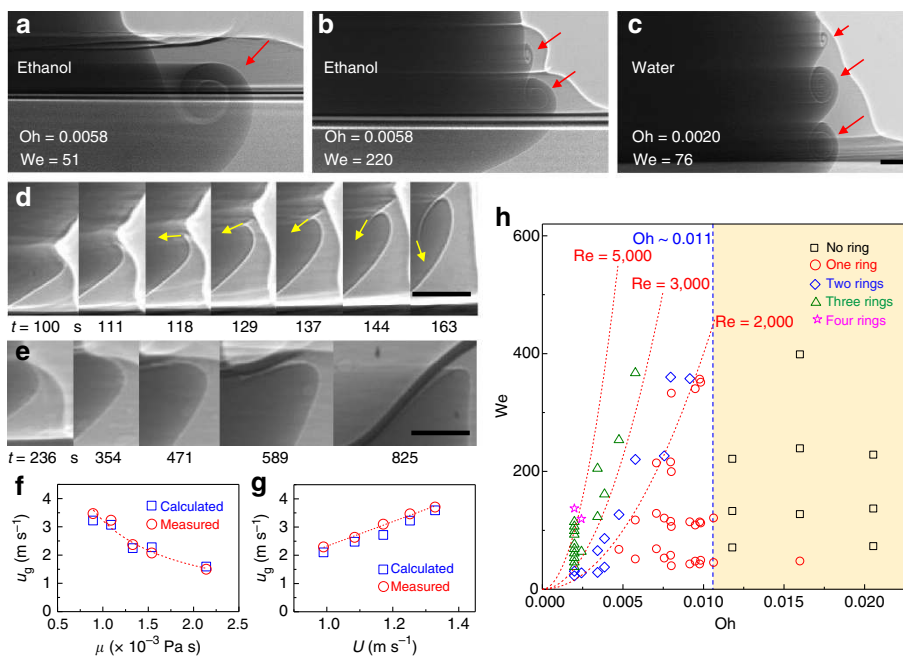 a
Ethanol
Oh = 0.0058
We = 51
b
Ethanol
Oh = 0.0058
We = 220
c
Water
Oh = 0.0020
We = 76
d
t = 100 s 111 118 129 137 144 163
e
t = 236 s 354 471 589 825
f
4
3
2
1
0
0.5 1.0 1.5 2.0 2.5
u_g (m s⁻¹)
μ (× 10⁻³ Pa s)
Calculated
Measured
g
4
3
2
1
0
1.0 1.2 1.4
u_g (m s⁻¹)
U (m s⁻¹)
Calculated
Measured
h
600
400
200
0
0.000 0.005 0.010 0.015 0.020
We
Oh
Oh ~ 0.011
Re = 5,000
Re = 3,000
Re = 2,000
No ring
One ring
Two rings
Three rings
Four rings